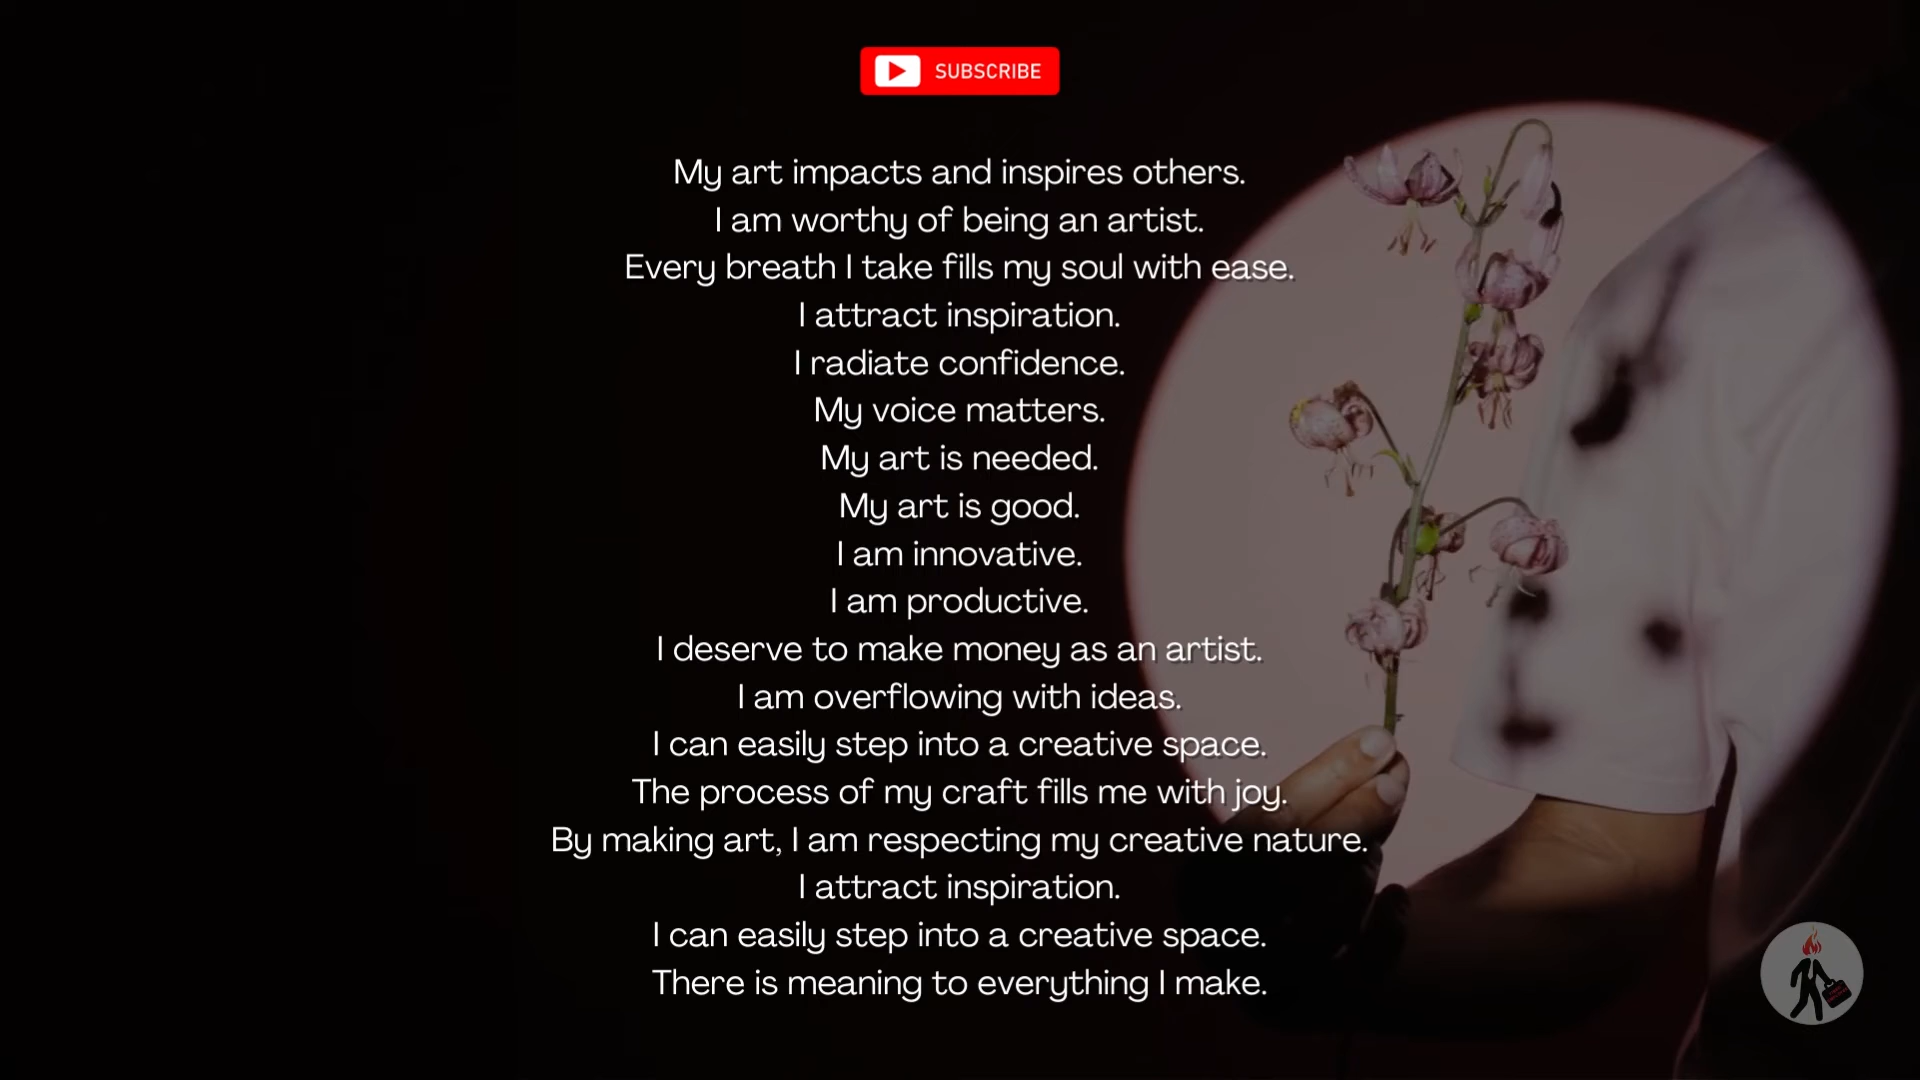 SUBSCRIBE
My art impacts and inspires others.
I am worthy of being an artist.
Every breath I take fills my soul with ease.
I attract inspiration.
I radiate confidence.
My voice matters.
My art is needed.
My art is good.
I am innovative.
I am productive.
I deserve to make money as an artist.
I am overflowing with ideas.
I can easily step into a creative space.
The process of my craft fills me with joy.
By making art, I am respecting my creative nature.
I attract inspiration.
I can easily step into a creative space.
There is meaning to everything I make.